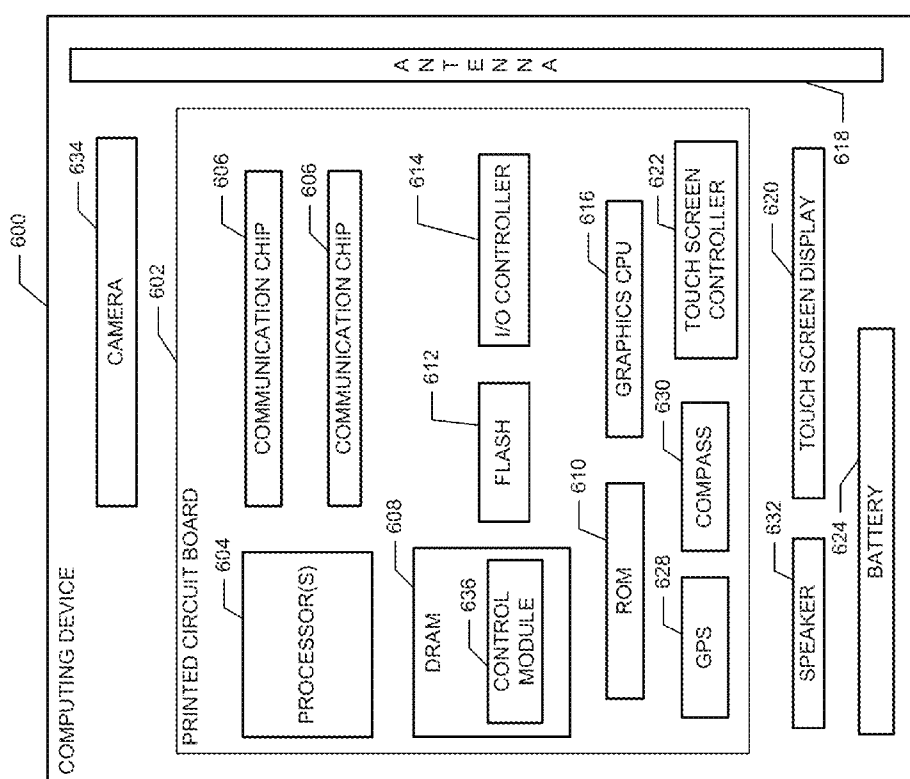 600
COMPUTING DEVICE
634
CAMERA
602
PRINTED CIRCUIT BOARD
604
PROCESSOR(S)
606
COMMUNICATION CHIP
606
COMMUNICATION CHIP
608
DRAM
636
CONTROL
MODULE
612
FLASH
614
I/O CONTROLLER
610
ROM
616
GRAPHICS CPU
628
GPS
630
COMPASS
622
TOUCH SCREEN
CONTROLLER
632
SPEAKER
620
TOUCH SCREEN DISPLAY
624
BATTERY
618
ANTENNA